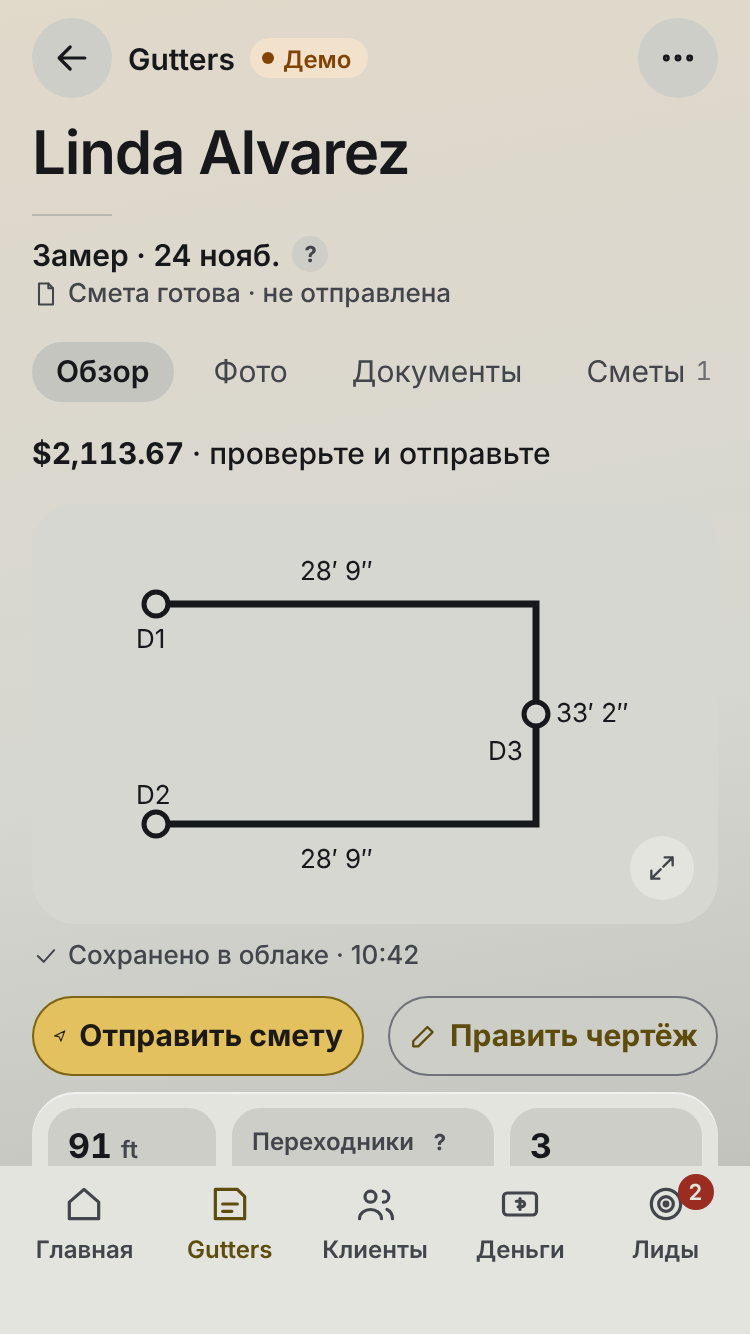 Gutters
Демо
Linda Alvarez
Замер · 24 нояб. ?
Смета готова · не отправлена
Обзор Фото Документы Сметы 1
$2,113.67 · проверьте и отправьте
28′ 9″
D1
33′ 2″
D3
D2
28′ 9″
Сохранено в облаке · 10:42
Отправить смету Править чертёж
91 ft Переходники ? 3
2
Главная Gutters Клиенты Деньги Лиды